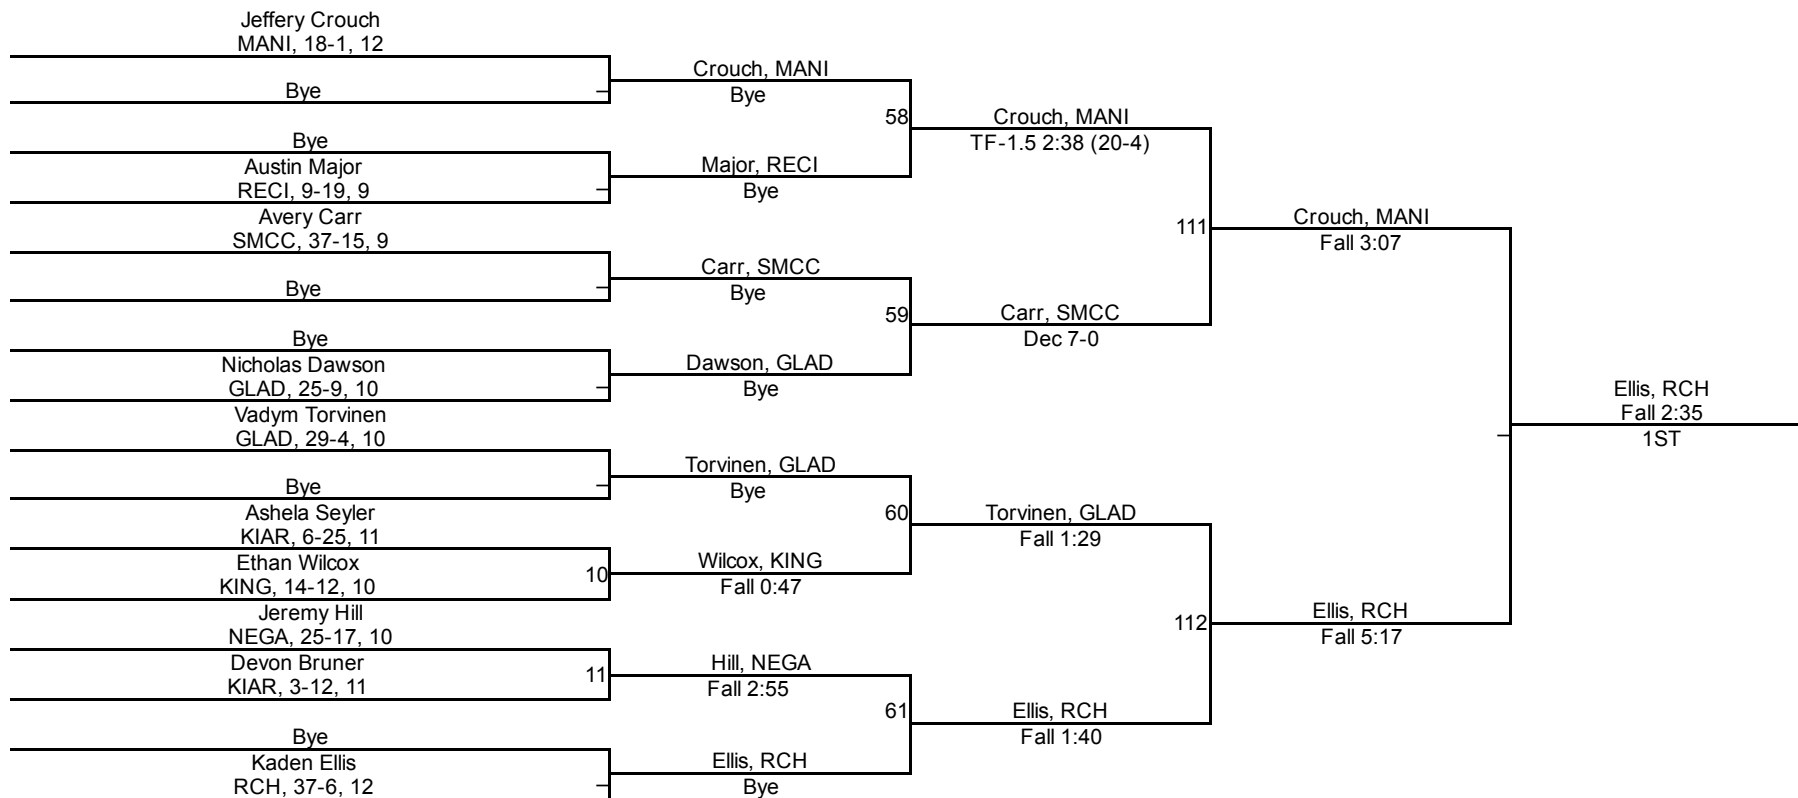 Jeffery Crouch
MANI, 18-1, 12
Bye
Bye
Austin Major
RECI, 9-19, 9
Avery Carr
SMCC, 37-15, 9
Bye
Bye
Nicholas Dawson
GLAD, 25-9, 10
Vadym Torvinen
GLAD, 29-4, 10
Bye
Ashela Seyler
KIAR, 6-25, 11
Ethan Wilcox
KING, 14-12, 10
10
Jeremy Hill
NEGA, 25-17, 10
Devon Bruner
KIAR, 3-12, 11
11
Bye
Kaden Ellis
RCH, 37-6, 12
Crouch, MANI
Bye
58
Major, RECI
Bye
Carr, SMCC
Bye
59
Dawson, GLAD
Bye
Torvinen, GLAD
Bye
60
Wilcox, KING
Fall 0:47
Hill, NEGA
Fall 2:55
61
Ellis, RCH
Bye
Crouch, MANI
TF-1.5 2:38 (20-4)
111
Carr, SMCC
Dec 7-0
Torvinen, GLAD
Fall 1:29
112
Ellis, RCH
Fall 1:40
Crouch, MANI
Fall 3:07
Ellis, RCH
Fall 5:17
Ellis, RCH
Fall 2:35
1ST